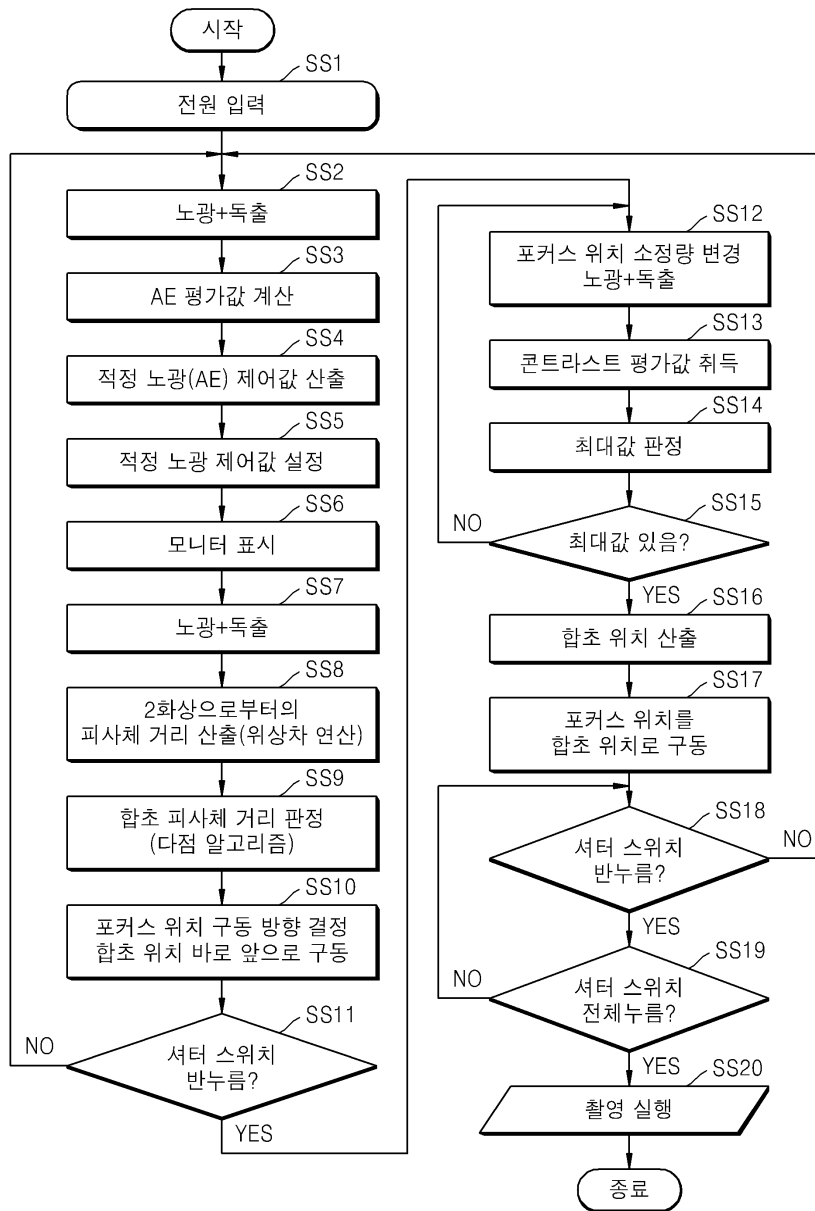 시작
SS1
전원 입력
SS2
노광+독출
SS3
AE 평가값 계산
SS4
적정 노광(AE) 제어값 산출
SS5
적정 노광 제어값 설정
SS6
모니터 표시
SS7
노광+독출
SS8
2화상으로부터의
피사체 거리 산출(위상차 연산)
SS9
합초 피사체 거리 판정
(다점 알고리즘)
SS10
포커스 위치 구동 방향 결정
합초 위치 바로 앞으로 구동
SS11
NO
셔터 스위치
반누름?
YES
SS12
포커스 위치 소정량 변경
노광+독출
SS13
콘트라스트 평가값 취득
SS14
최대값 판정
SS15
NO
최대값 있음?
YES
SS16
합초 위치 산출
SS17
포커스 위치를
합초 위치로 구동
SS18
NO
셔터 스위치
반누름?
YES
SS19
NO
셔터 스위치
전체누름?
YES
SS20
촬영 실행
종료